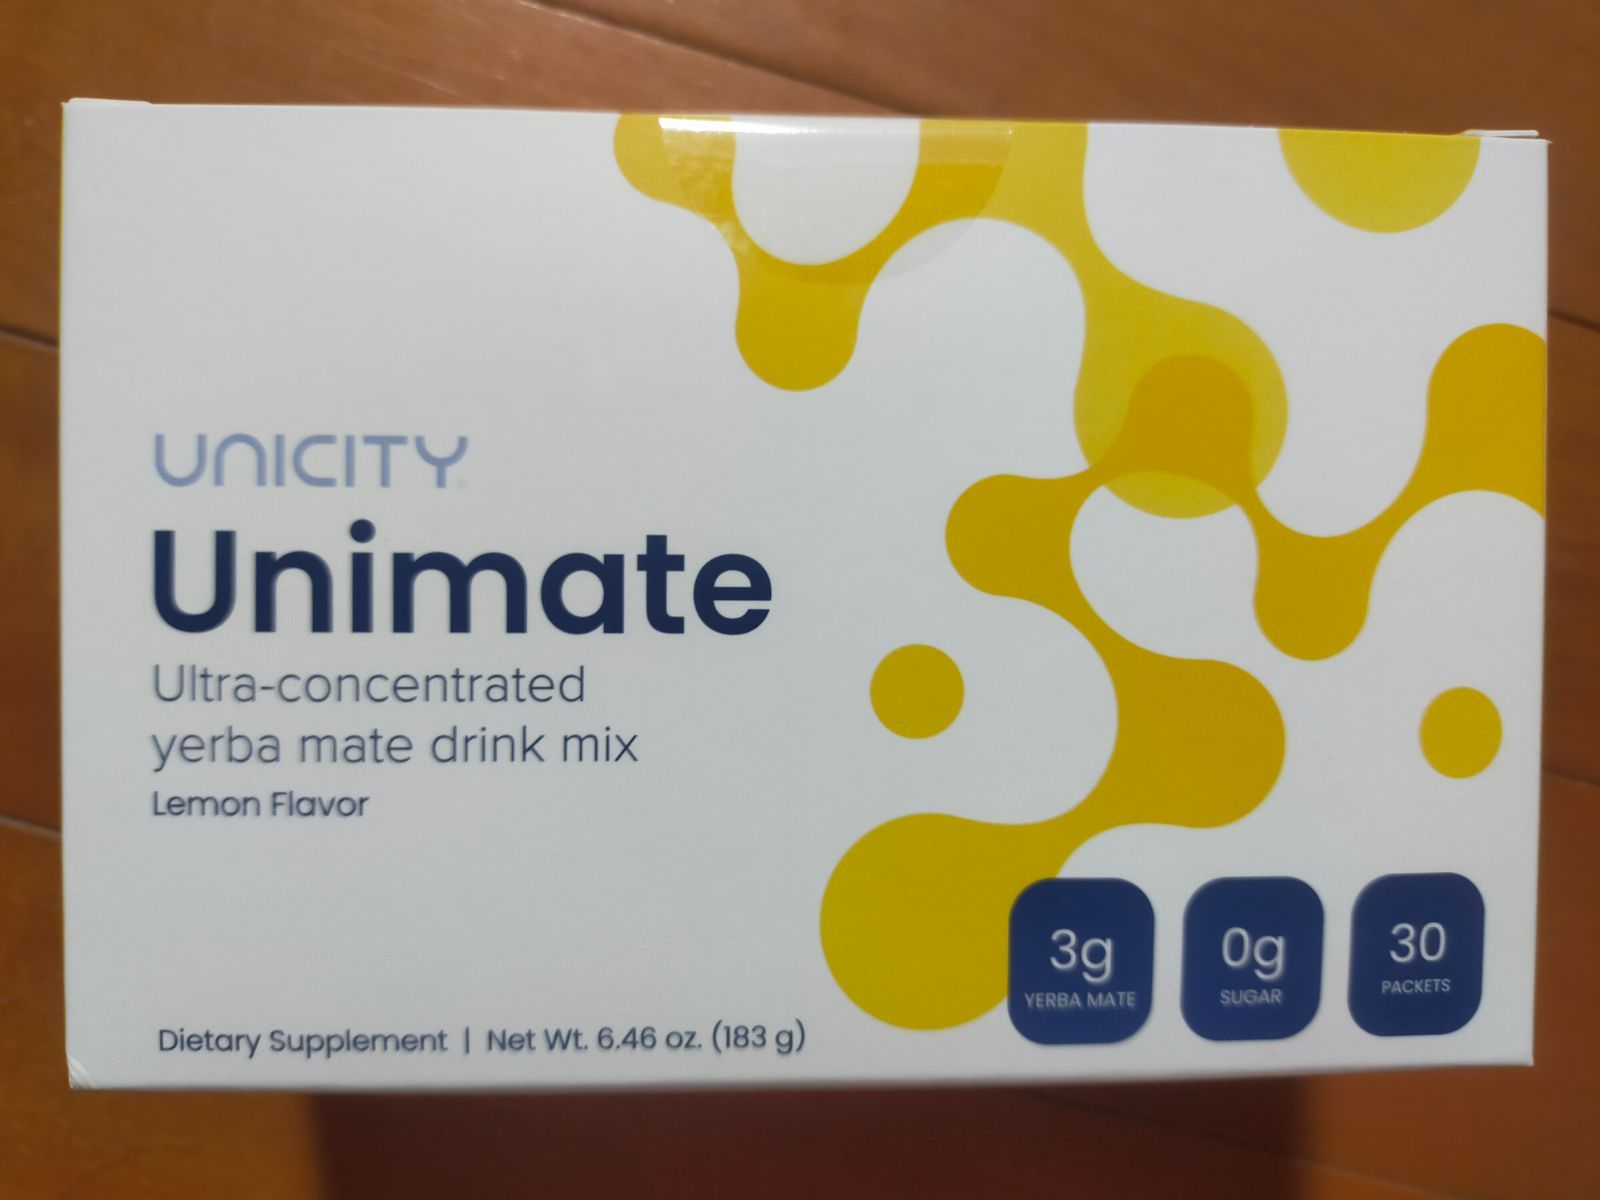 UNICITY®
Unimate
Ultra-concentrated
yerba mate drink mix
Lemon Flavor
3g
YERBA MATE
0g
SUGAR
30
PACKETS
Dietary Supplement | Net Wt. 6.46 oz. (183 g)